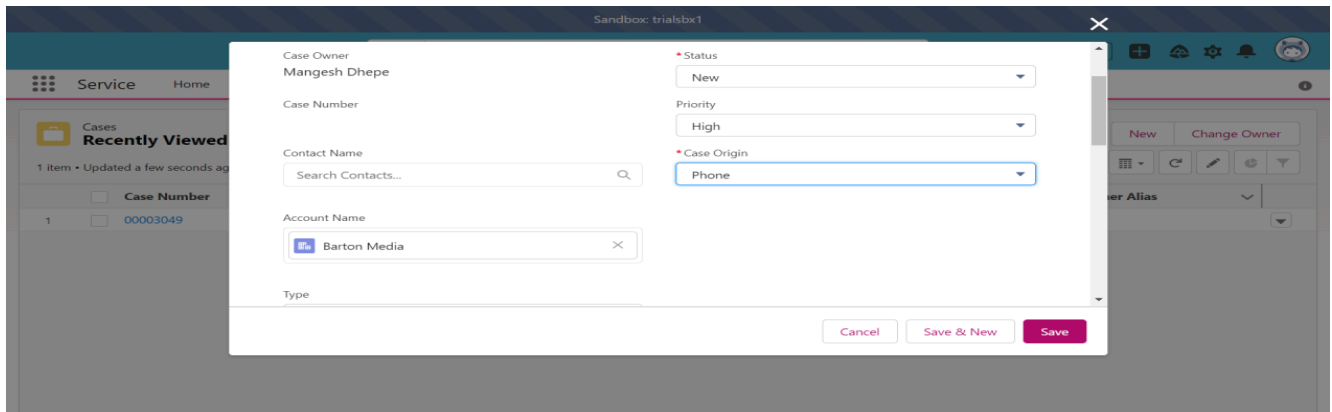 Sandbox: trialsbx1
Service Home
Cases
Recently Viewed
1 item • Updated a few seconds ag
New Change Owner
Case Number
er Alias
1 00003049
Case Owner
Mangesh Dhepe
Case Number
Contact Name
Search Contacts...
Account Name
Barton Media
Type
*Status
New
Priority
High
*Case Origin
Phone
Cancel Save & New Save